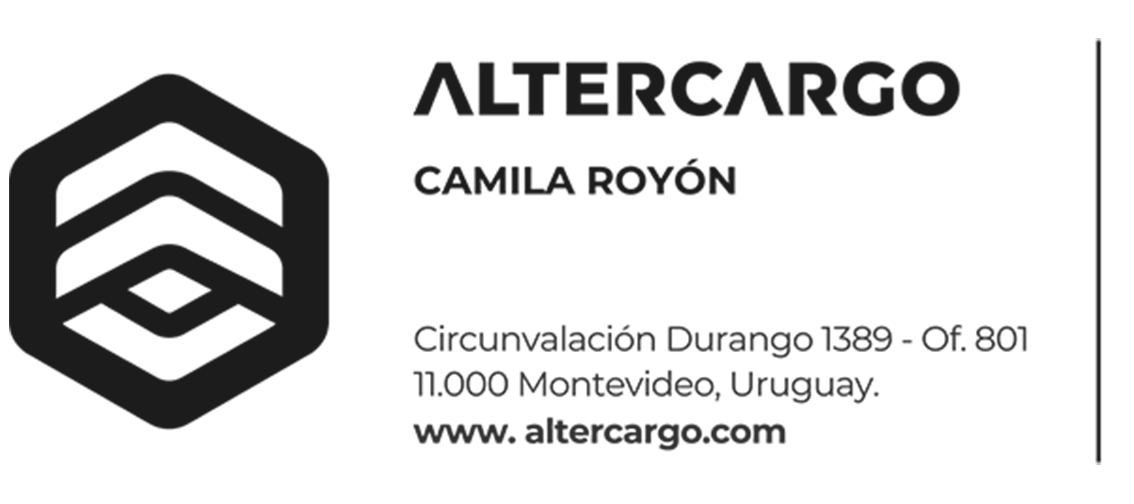 ALTERCARGO
CAMILA ROYÓN
Circunvalación Durango 1389 - Of. 801
11.000 Montevideo, Uruguay.
www. altercargo.com